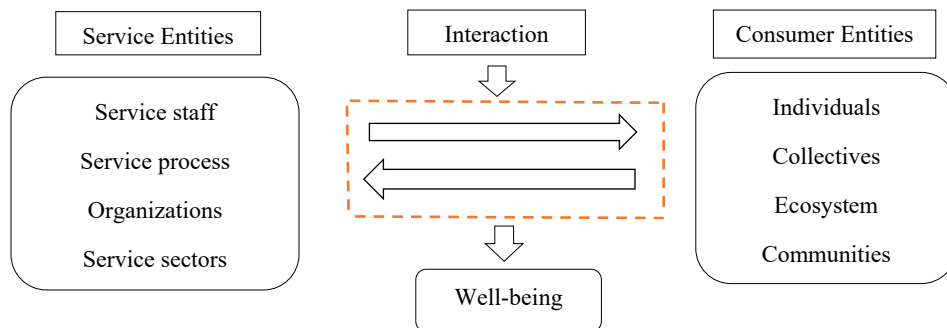 Service Entities
Service staff
Service process
Organizations
Service sectors
Interaction
Well-being
Consumer Entities
Individuals
Collectives
Ecosystem
Communities